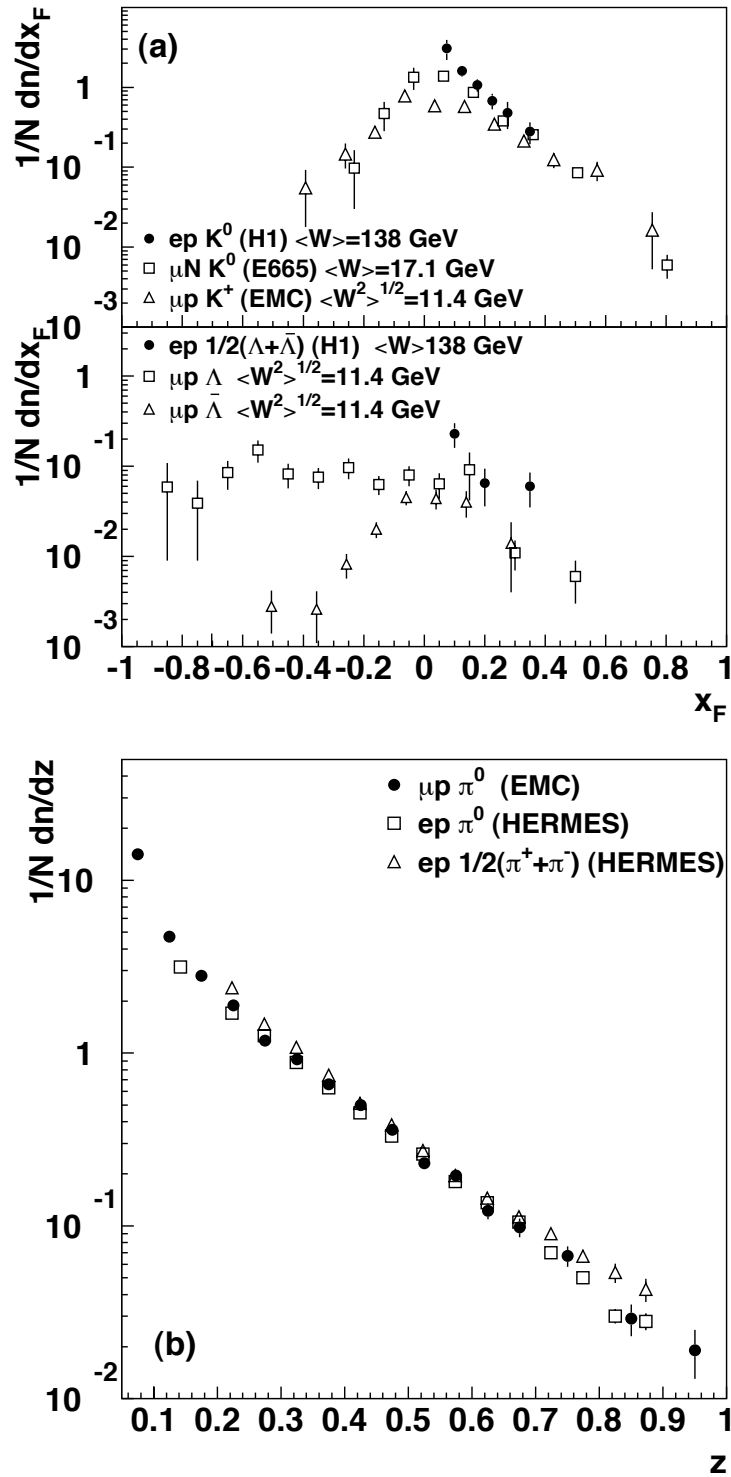 (a)
1/N dn/dx_F
1
10^-1
10^-2
10^-3
ep K^0 (H1) <W>=138 GeV
μN K^0 (E665) <W>=17.1 GeV
μp K^+ (EMC) <W^2>^1/2=11.4 GeV
1/N dn/dx_F
ep 1/2(Λ+Λ̄) (H1) <W>138 GeV
μp Λ <W^2>^1/2=11.4 GeV
μp Λ̄ <W^2>^1/2=11.4 GeV
1
10^-1
10^-2
10^-3
-1 -0.8 -0.6 -0.4 -0.2 0 0.2 0.4 0.6 0.8 1
x_F
1/N dn/dz
μp π^0 (EMC)
ep π^0 (HERMES)
ep 1/2(π^+ + π^-) (HERMES)
10
1
10^-1
10^-2
(b)
0.1 0.2 0.3 0.4 0.5 0.6 0.7 0.8 0.9 1
z